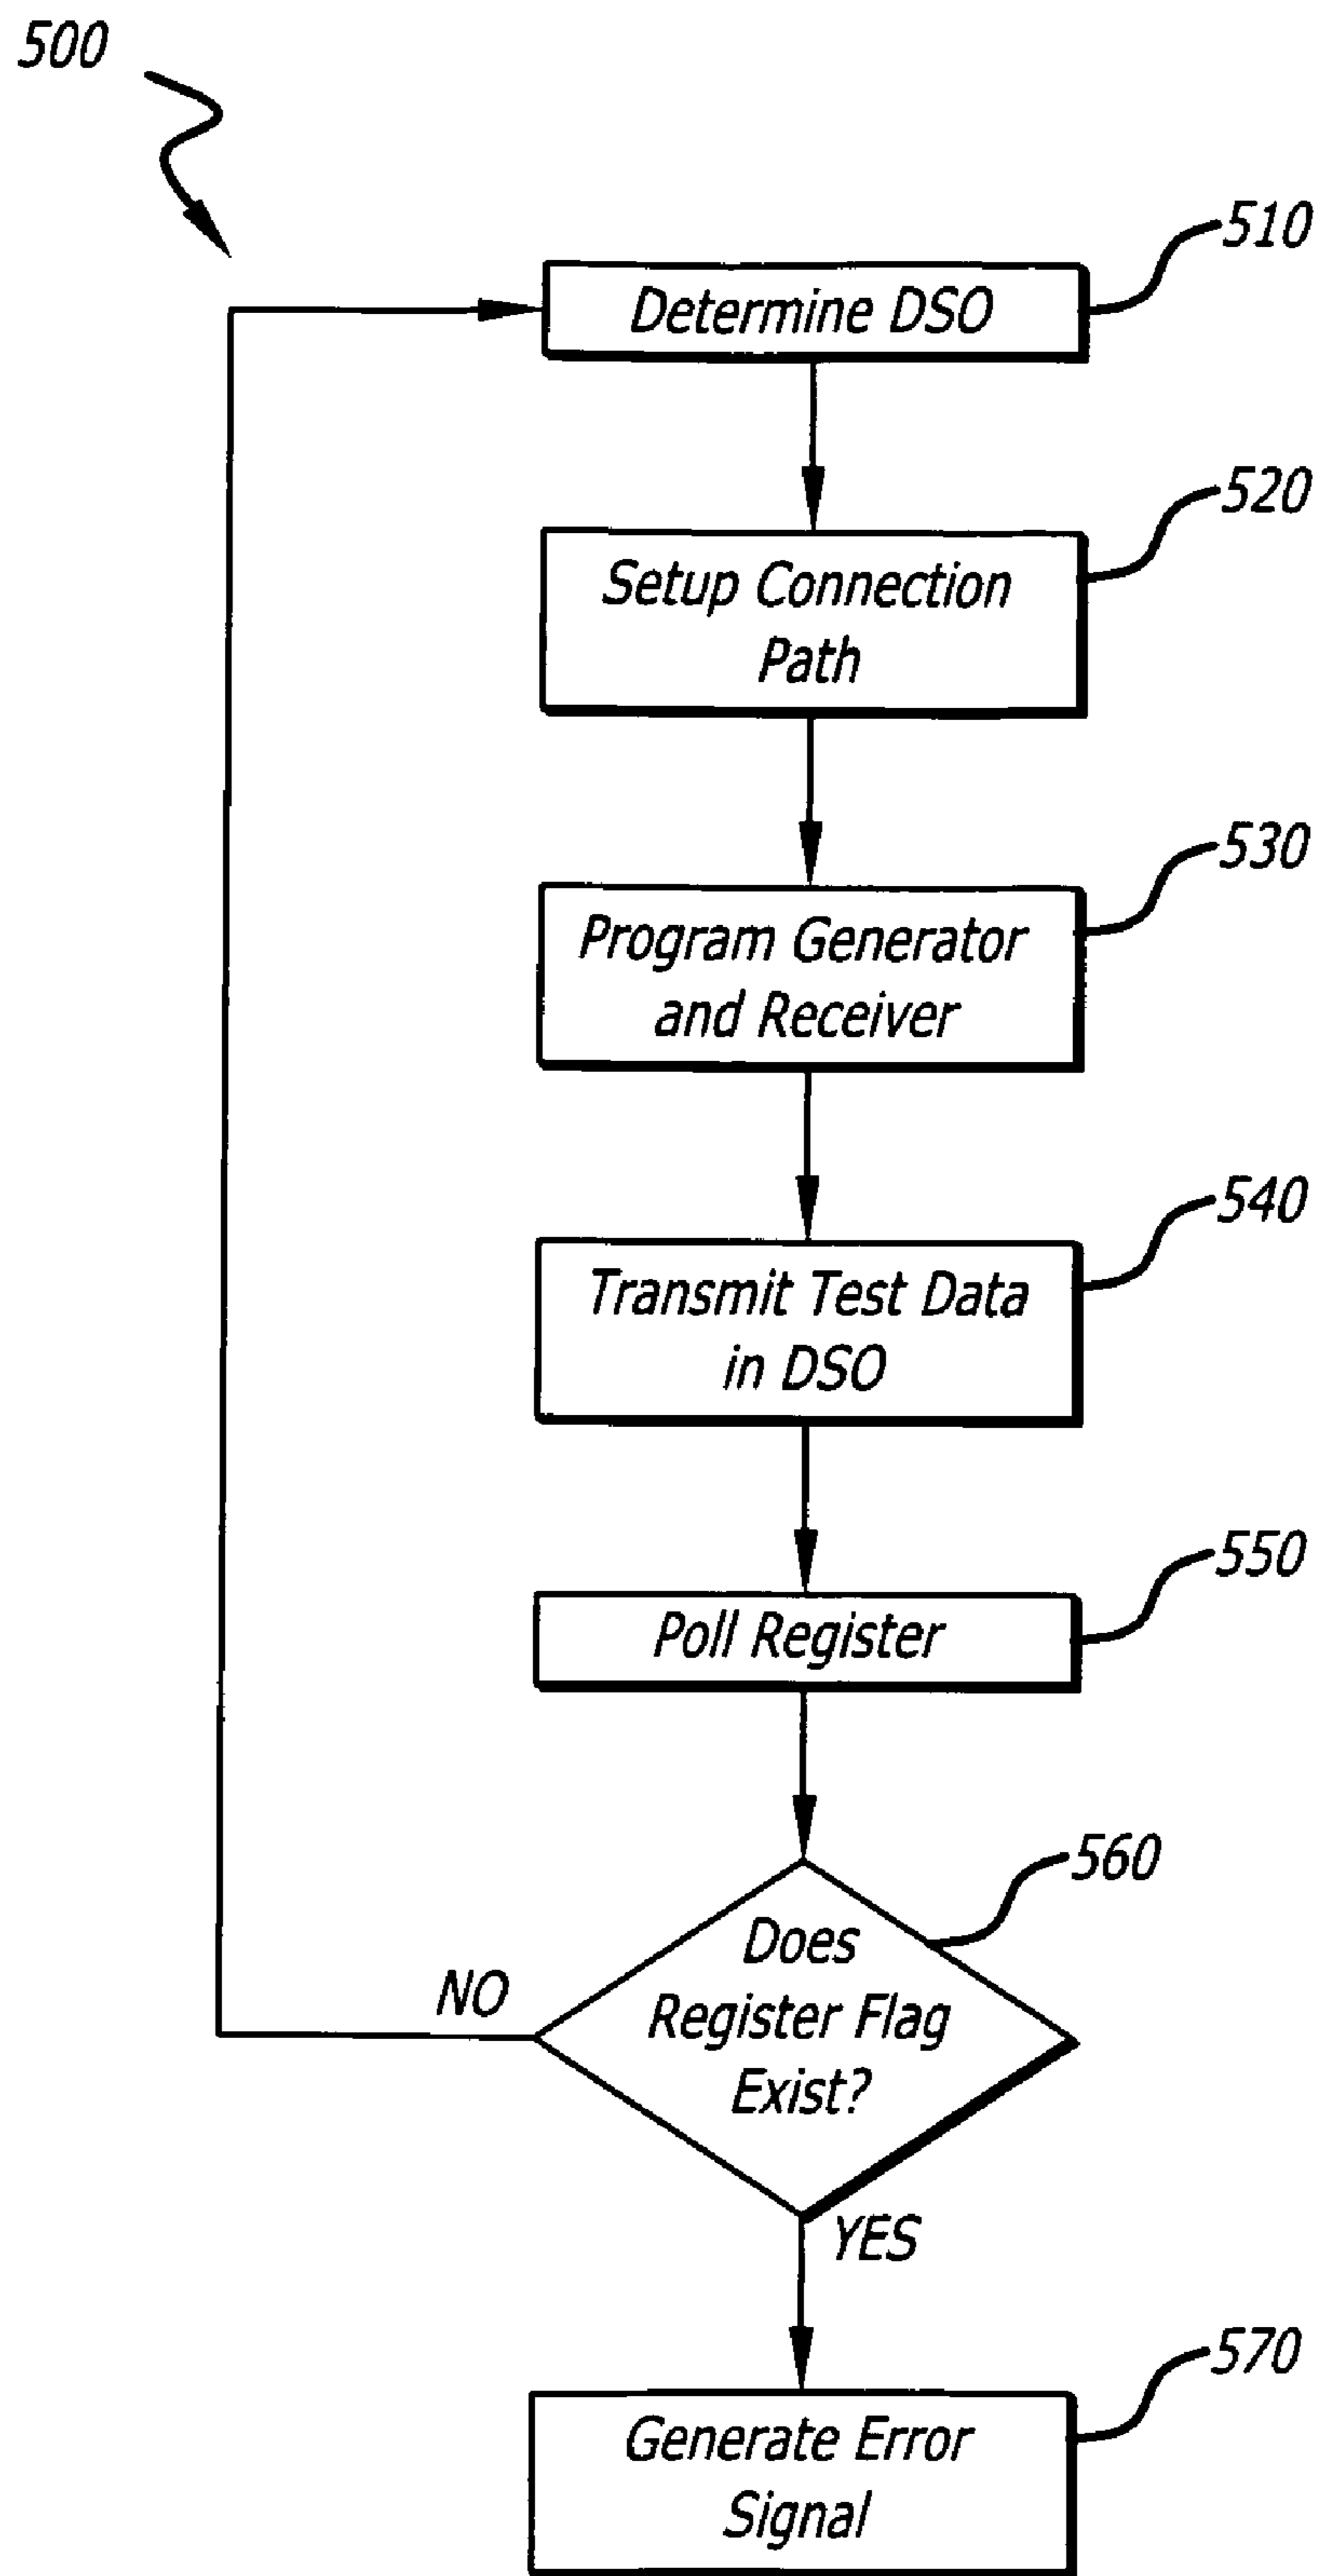 500
510
Determine DSO
520
Setup Connection
Path
530
Program Generator
and Receiver
540
Transmit Test Data
in DSO
550
Poll Register
560
Does
Register Flag
Exist?
NO
YES
570
Generate Error
Signal